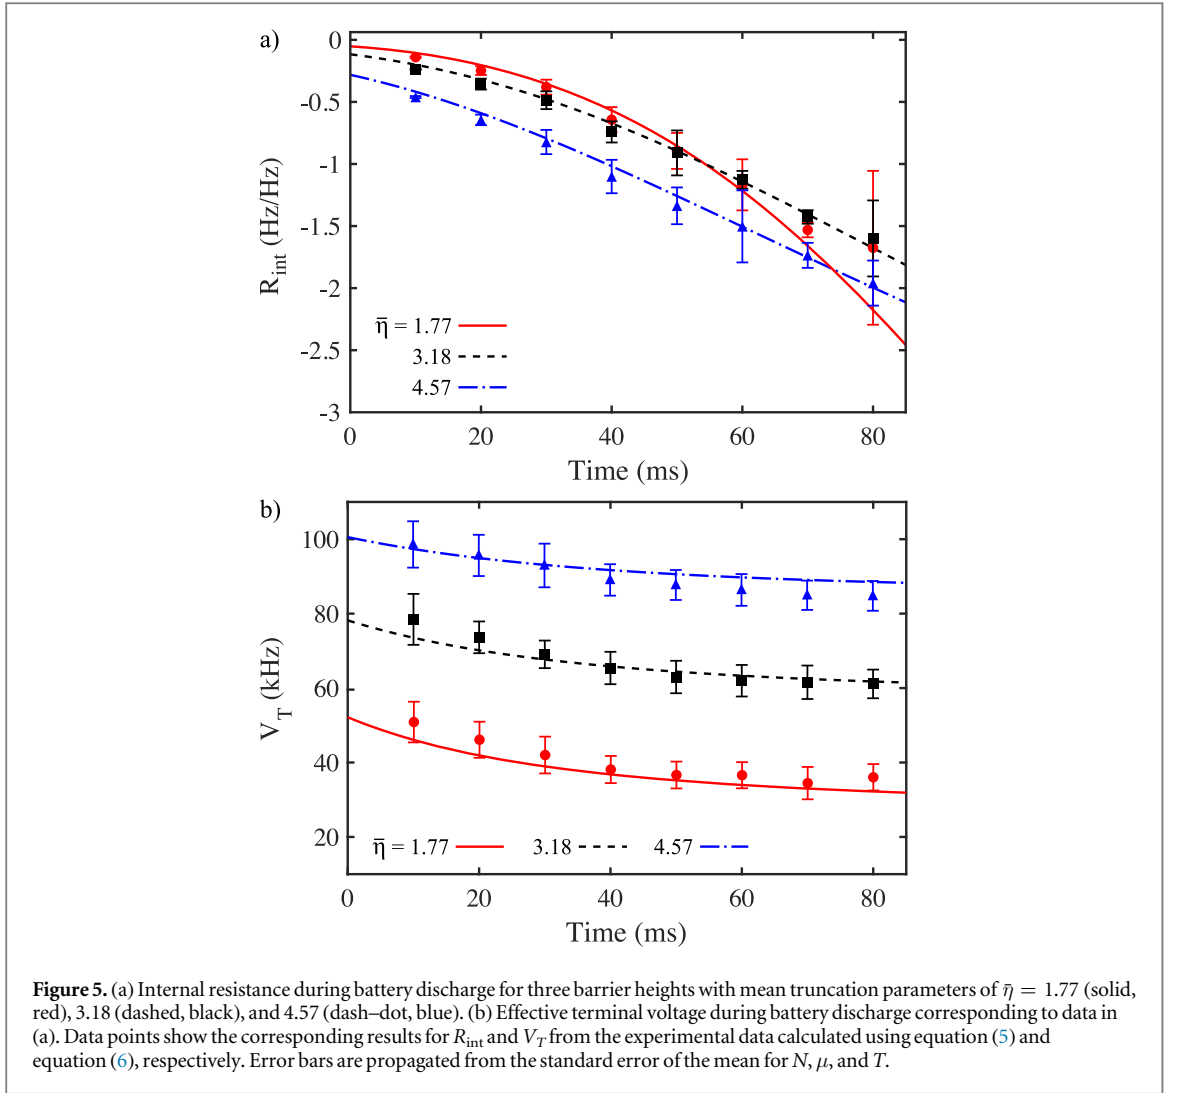 a)
0
-0.5
-1
-1.5
-2
-2.5
-3
R_int (Hz/Hz)
η̄ = 1.77
3.18
4.57
0 20 40 60 80
Time (ms)
b)
100
80
60
40
20
V_T (kHz)
η̄ = 1.77 3.18 4.57
0 20 40 60 80
Time (ms)
Figure 5. (a) Internal resistance during battery discharge for three barrier heights with mean truncation parameters of η̄ = 1.77 (solid,
red), 3.18 (dashed, black), and 4.57 (dash–dot, blue). (b) Effective terminal voltage during battery discharge corresponding to data in
(a). Data points show the corresponding results for R_int and V_T from the experimental data calculated using equation (5) and
equation (6), respectively. Error bars are propagated from the standard error of the mean for N, μ, and T.